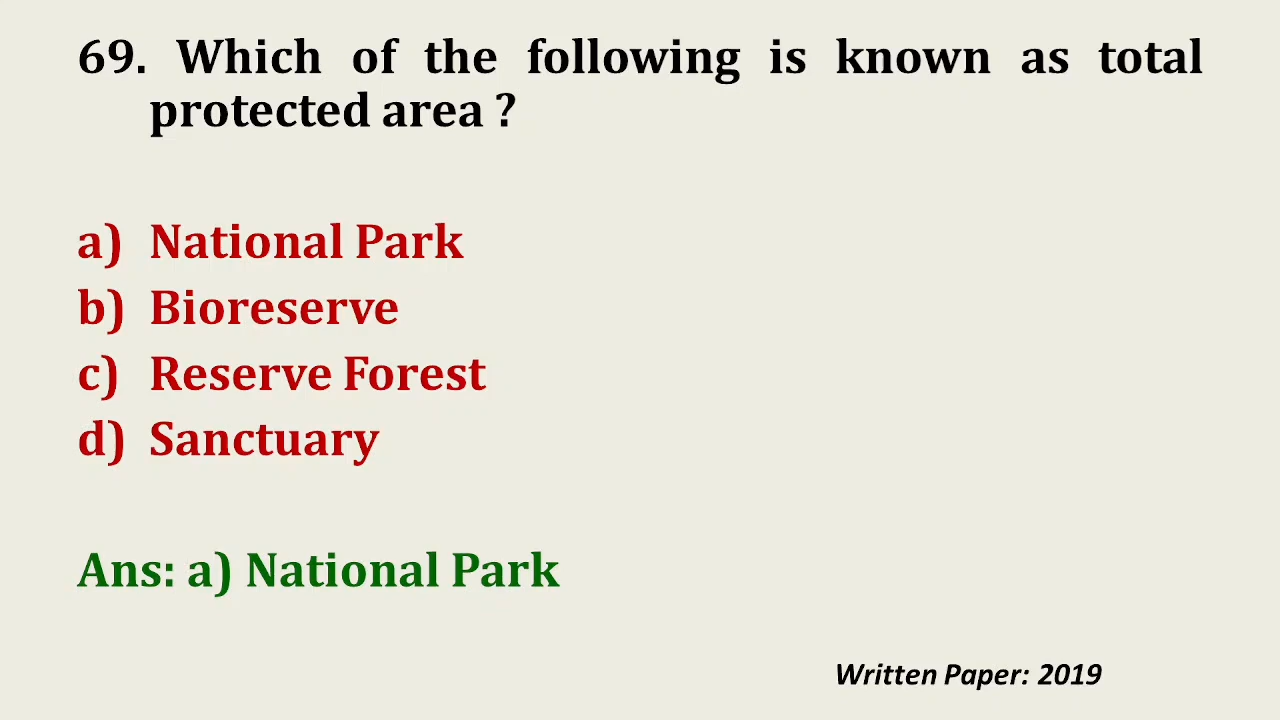 69. Which of the following is known as total
protected area ?
a) National Park
b) Bioreserve
c) Reserve Forest
d) Sanctuary
Ans: a) National Park
Written Paper: 2019